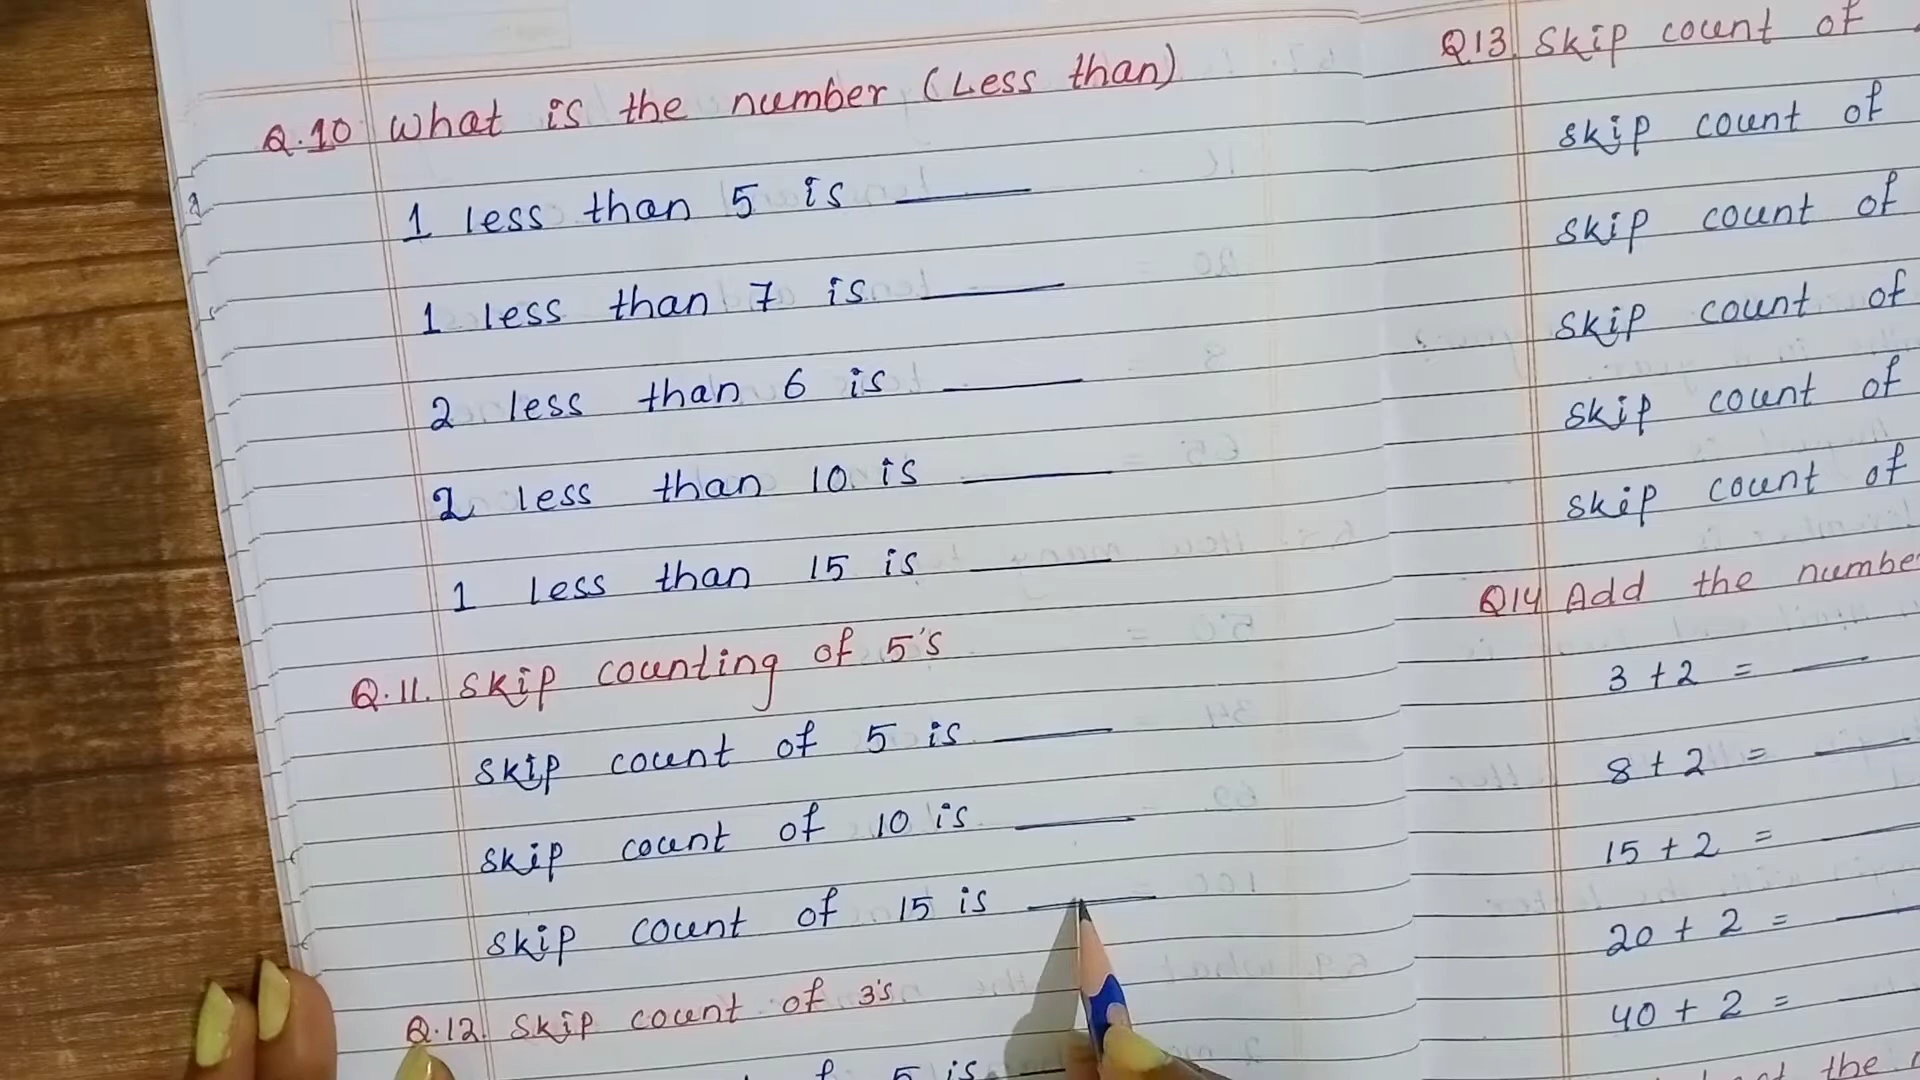 Q.10 What is the number (Less than)
1 less than 5 is
1 less than 7 is
2 less than 6 is
2 less than 10 is
1 less than 15 is
Q.11. Skip counting of 5's
Skip count of 5 is
Skip count of 10 is
Skip count of 15 is
Q.12. Skip count of 3's
5 is
Q13. Skip count of
Skip count of
Skip count of
Skip count of
Skip count of
Skip count of
Q14 Add the number
3 + 2 =
8 + 2 =
15 + 2 =
20 + 2 =
40 + 2 =
the